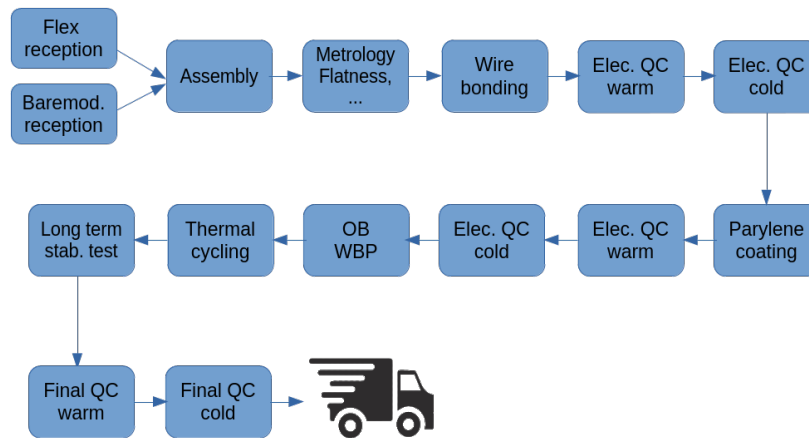 Flex
reception
Baremod.
reception
Assembly
Metrology
Flatness,
...
Wire
bonding
Elec. QC
warm
Elec. QC
cold
Parylene
coating
Elec. QC
warm
Elec. QC
cold
OB
WBP
Thermal
cycling
Long term
stab. test
Final QC
warm
Final QC
cold